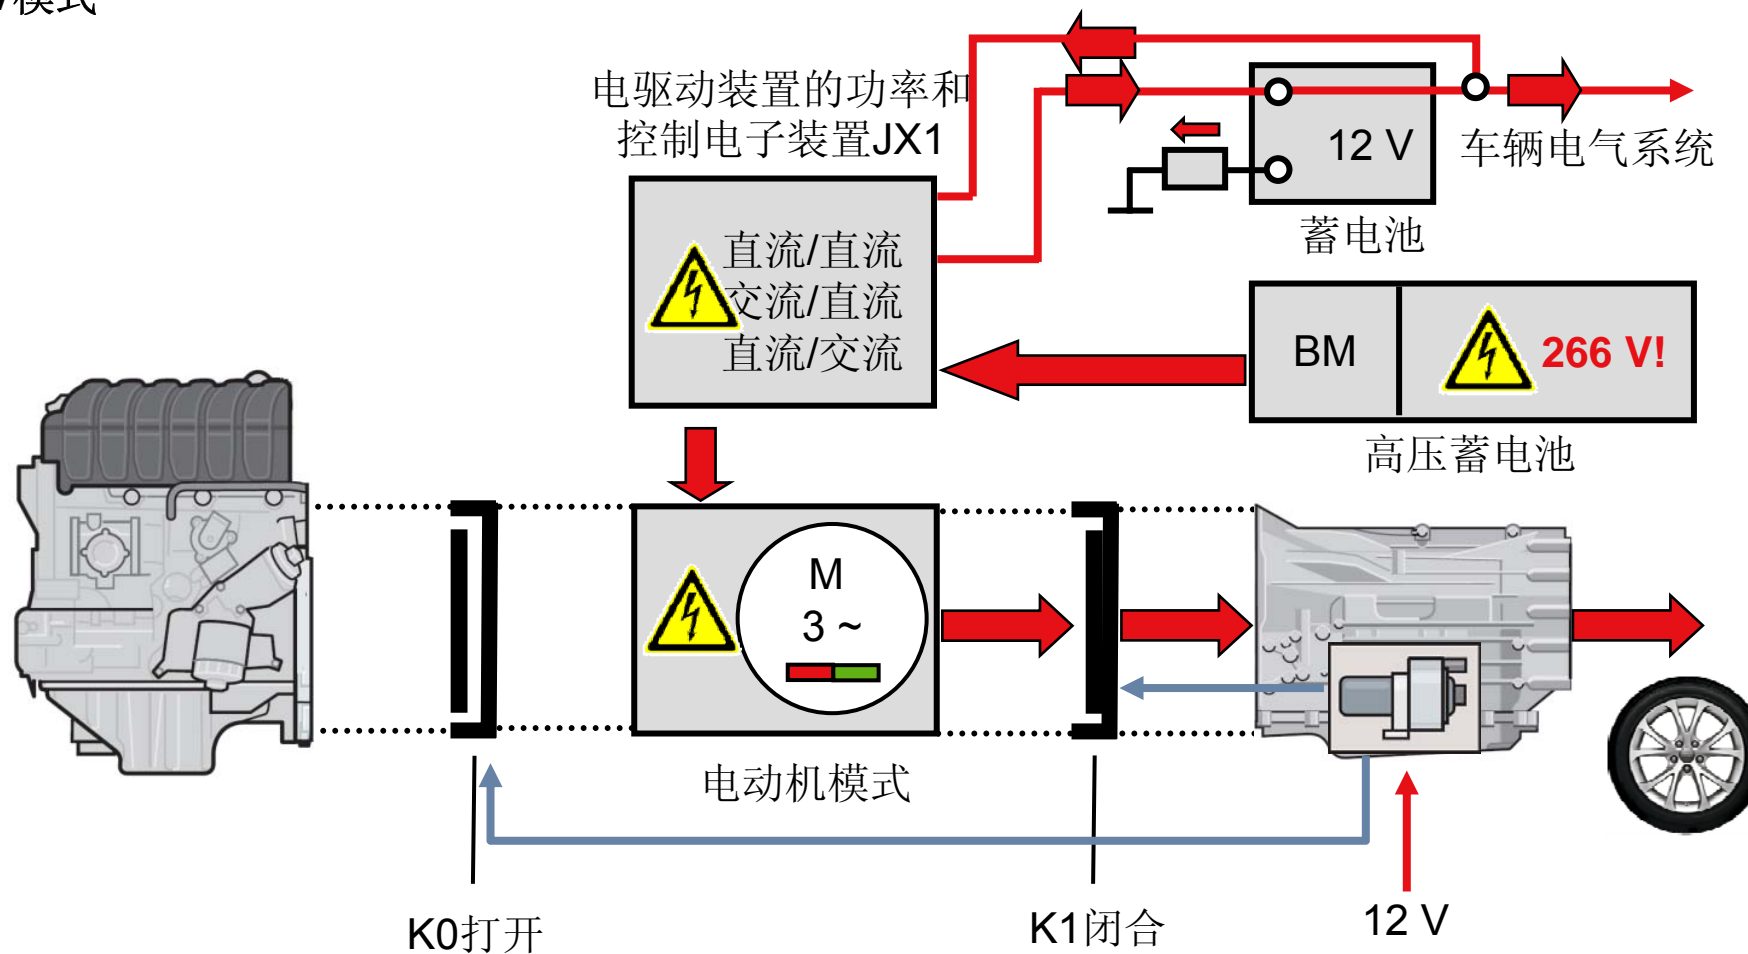 模式
电驱动装置的功率和
控制电子装置JX1
12 V
车辆电气系统
蓄电池
直流/直流
交流/直流
直流/交流
BM
266 V!
高压蓄电池
M
3 ~
电动机模式
K0打开
K1闭合
12 V